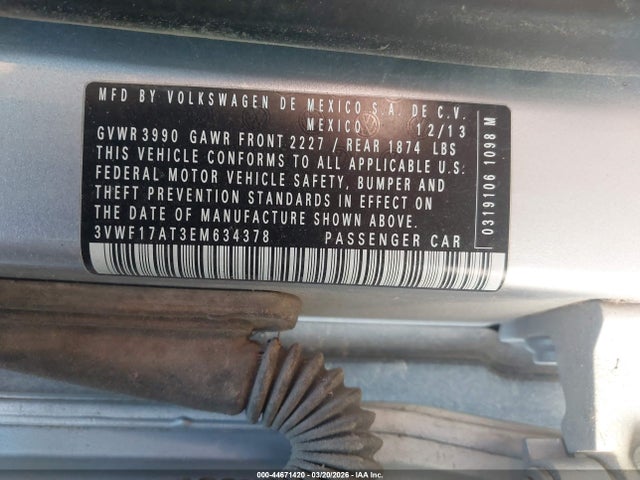 MFD BY VOLKSWAGEN DE MEXICO S.A. DE C.V.
MEXICO 12/13
GVWR 3990 GAWR FRONT 2227 / REAR 1874 LBS
THIS VEHICLE CONFORMS TO ALL APPLICABLE U.S.
FEDERAL MOTOR VEHICLE SAFETY, BUMPER AND
THEFT PREVENTION STANDARDS IN EFFECT ON
THE DATE OF MANUFACTURE SHOWN ABOVE.
3VWF17AT3EM634378 PASSENGER CAR
0319106 1098 M
000-44671420 | 03/20/2026 — IAA Inc.